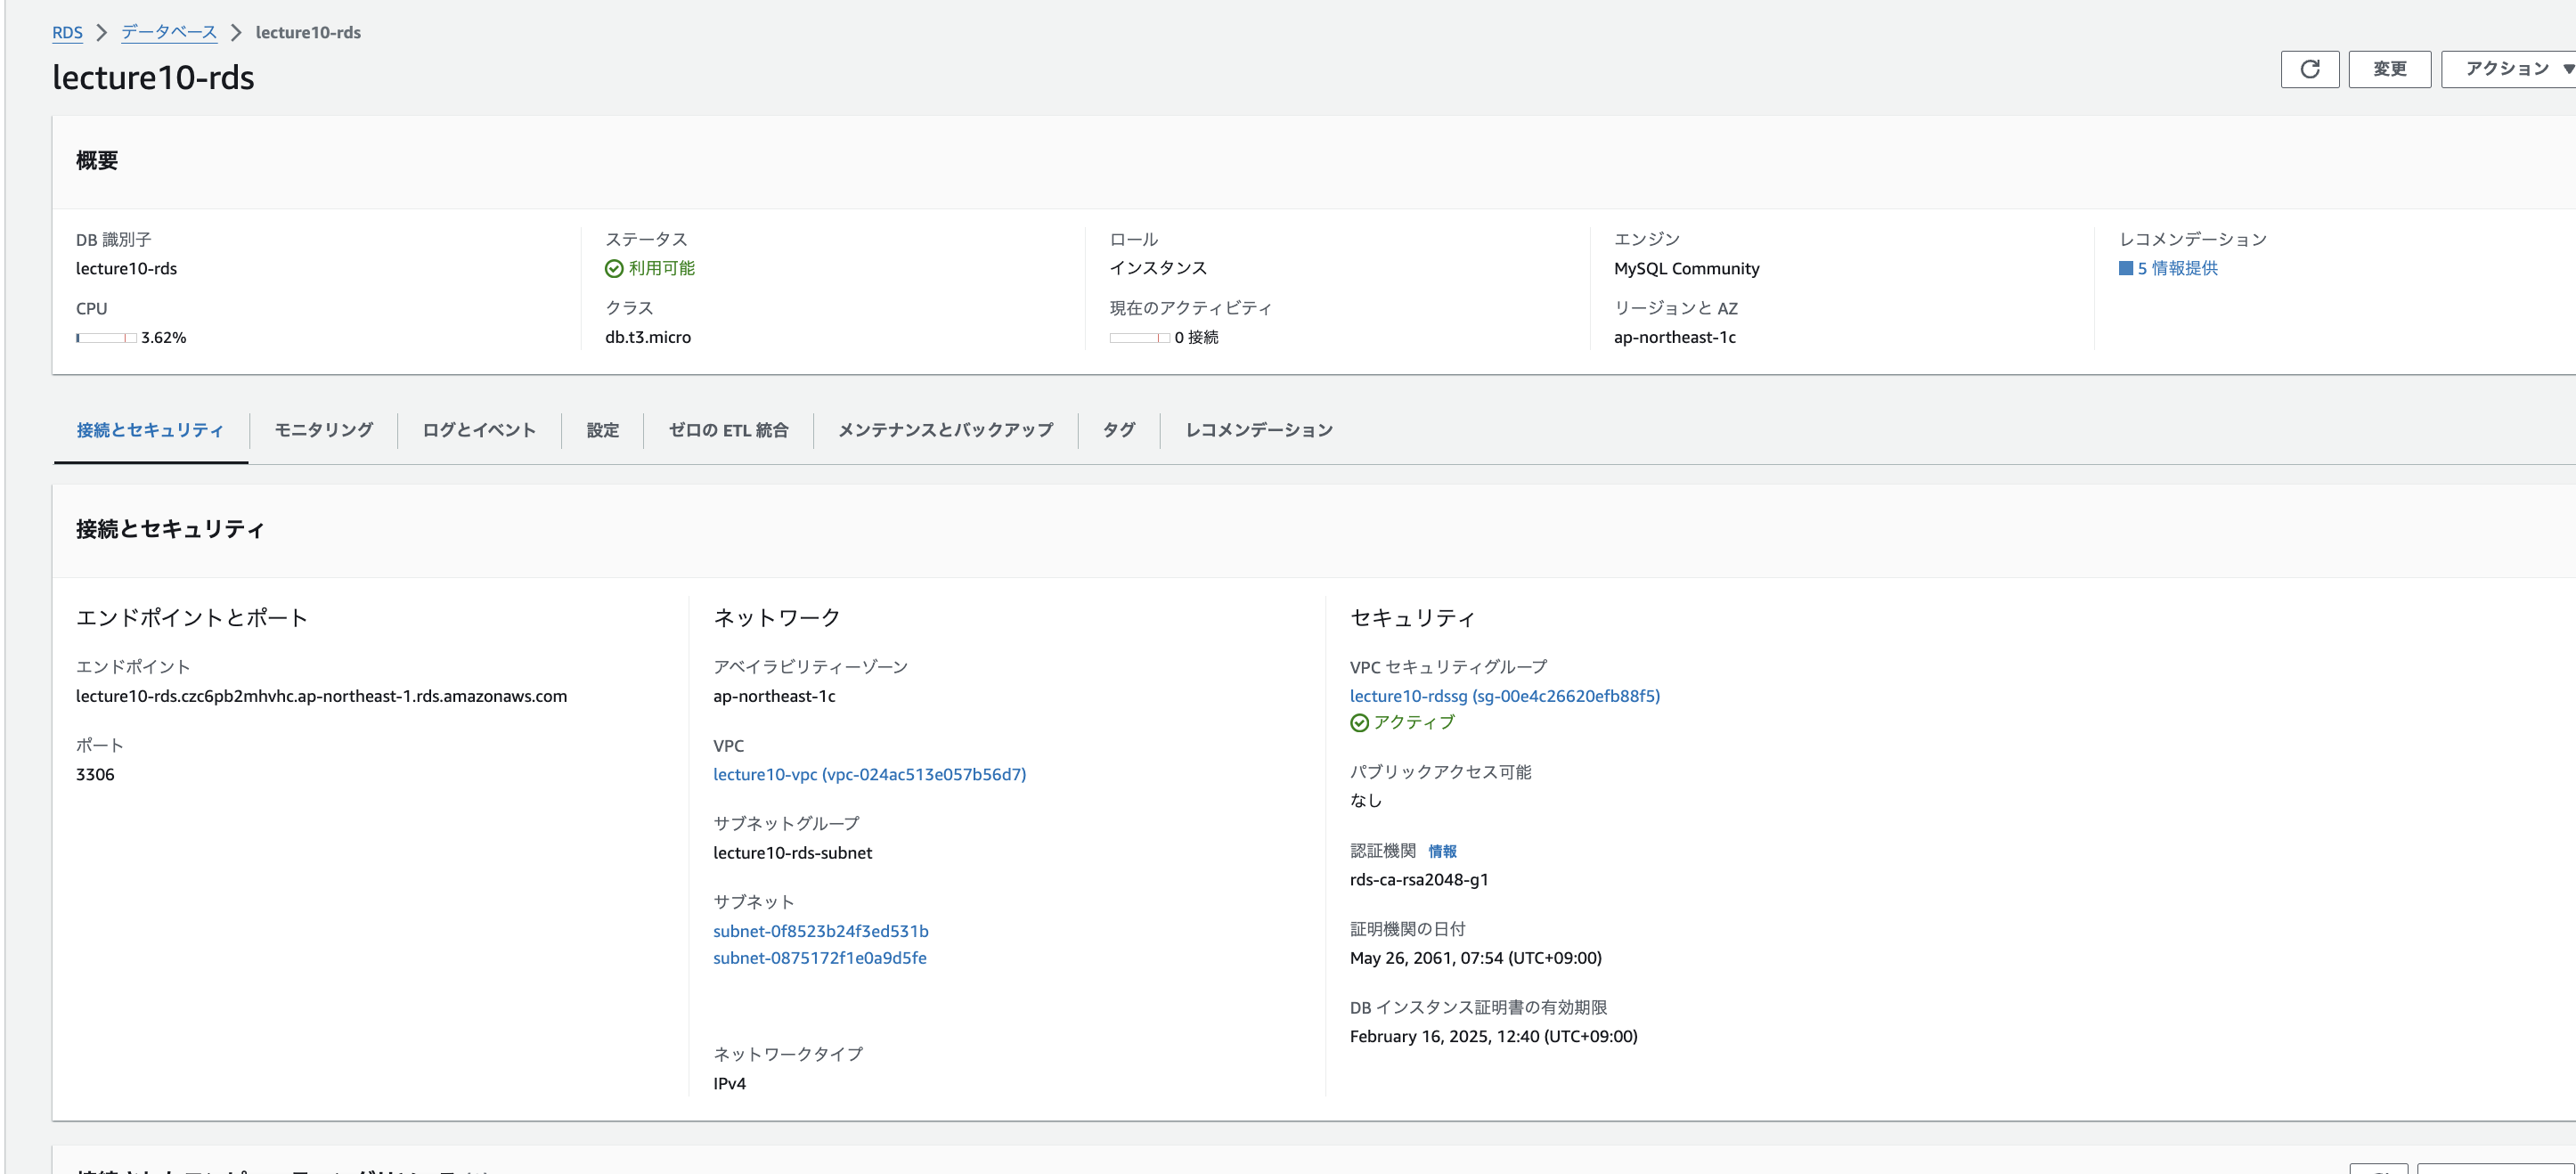 RDS > データベース > lecture10-rds
lecture10-rds
変更
アクション
概要
DB 識別子
lecture10-rds
CPU
3.62%
ステータス
利用可能
クラス
db.t3.micro
ロール
インスタンス
現在のアクティビティ
0 接続
エンジン
MySQL Community
リージョンと AZ
ap-northeast-1c
レコメンデーション
5 情報提供
接続とセキュリティ
モニタリング
ログとイベント
設定
ゼロの ETL 統合
メンテナンスとバックアップ
タグ
レコメンデーション
接続とセキュリティ
エンドポイントとポート
エンドポイント
lecture10-rds.czc6pb2mhvhc.ap-northeast-1.rds.amazonaws.com
ポート
3306
ネットワーク
アベイラビリティーゾーン
ap-northeast-1c
VPC
lecture10-vpc (vpc-024ac513e057b56d7)
サブネットグループ
lecture10-rds-subnet
サブネット
subnet-0f8523b24f3ed531b
subnet-0875172f1e0a9d5fe
ネットワークタイプ
IPv4
セキュリティ
VPC セキュリティグループ
lecture10-rdssg (sg-00e4c26620efb88f5)
アクティブ
パブリックアクセス可能
なし
認証機関 情報
rds-ca-rsa2048-g1
証明機関の日付
May 26, 2061, 07:54 (UTC+09:00)
DB インスタンス証明書の有効期限
February 16, 2025, 12:40 (UTC+09:00)